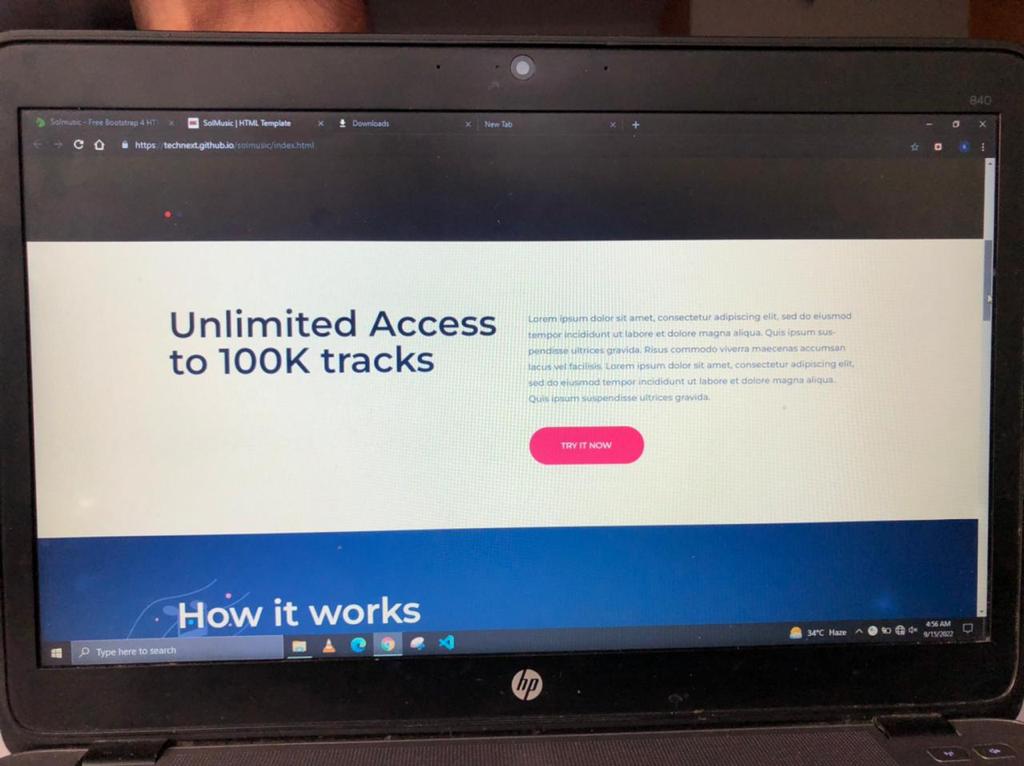 840
Solmusic - Free Bootstrap 4 HT
SolMusic | HTML Template
Downloads
New Tab
https://technext.github.io/solmusic/index.html
Unlimited Access
to 100K tracks
Lorem ipsum dolor sit amet, consectetur adipiscing elit, sed do eiusmod
tempor incididunt ut labore et dolore magna aliqua. Quis ipsum sus-
pendisse ultrices gravida. Risus commodo viverra maecenas accumsan
lacus vel facilisis. Lorem ipsum dolor sit amet, consectetur adipiscing elit,
sed do eiusmod tempor incididunt ut labore et dolore magna aliqua.
Quis ipsum suspendisse ultrices gravida.
TRY IT NOW
How it works
Type here to search
34°C Haze
4:56 AM
9/15/2022
hp